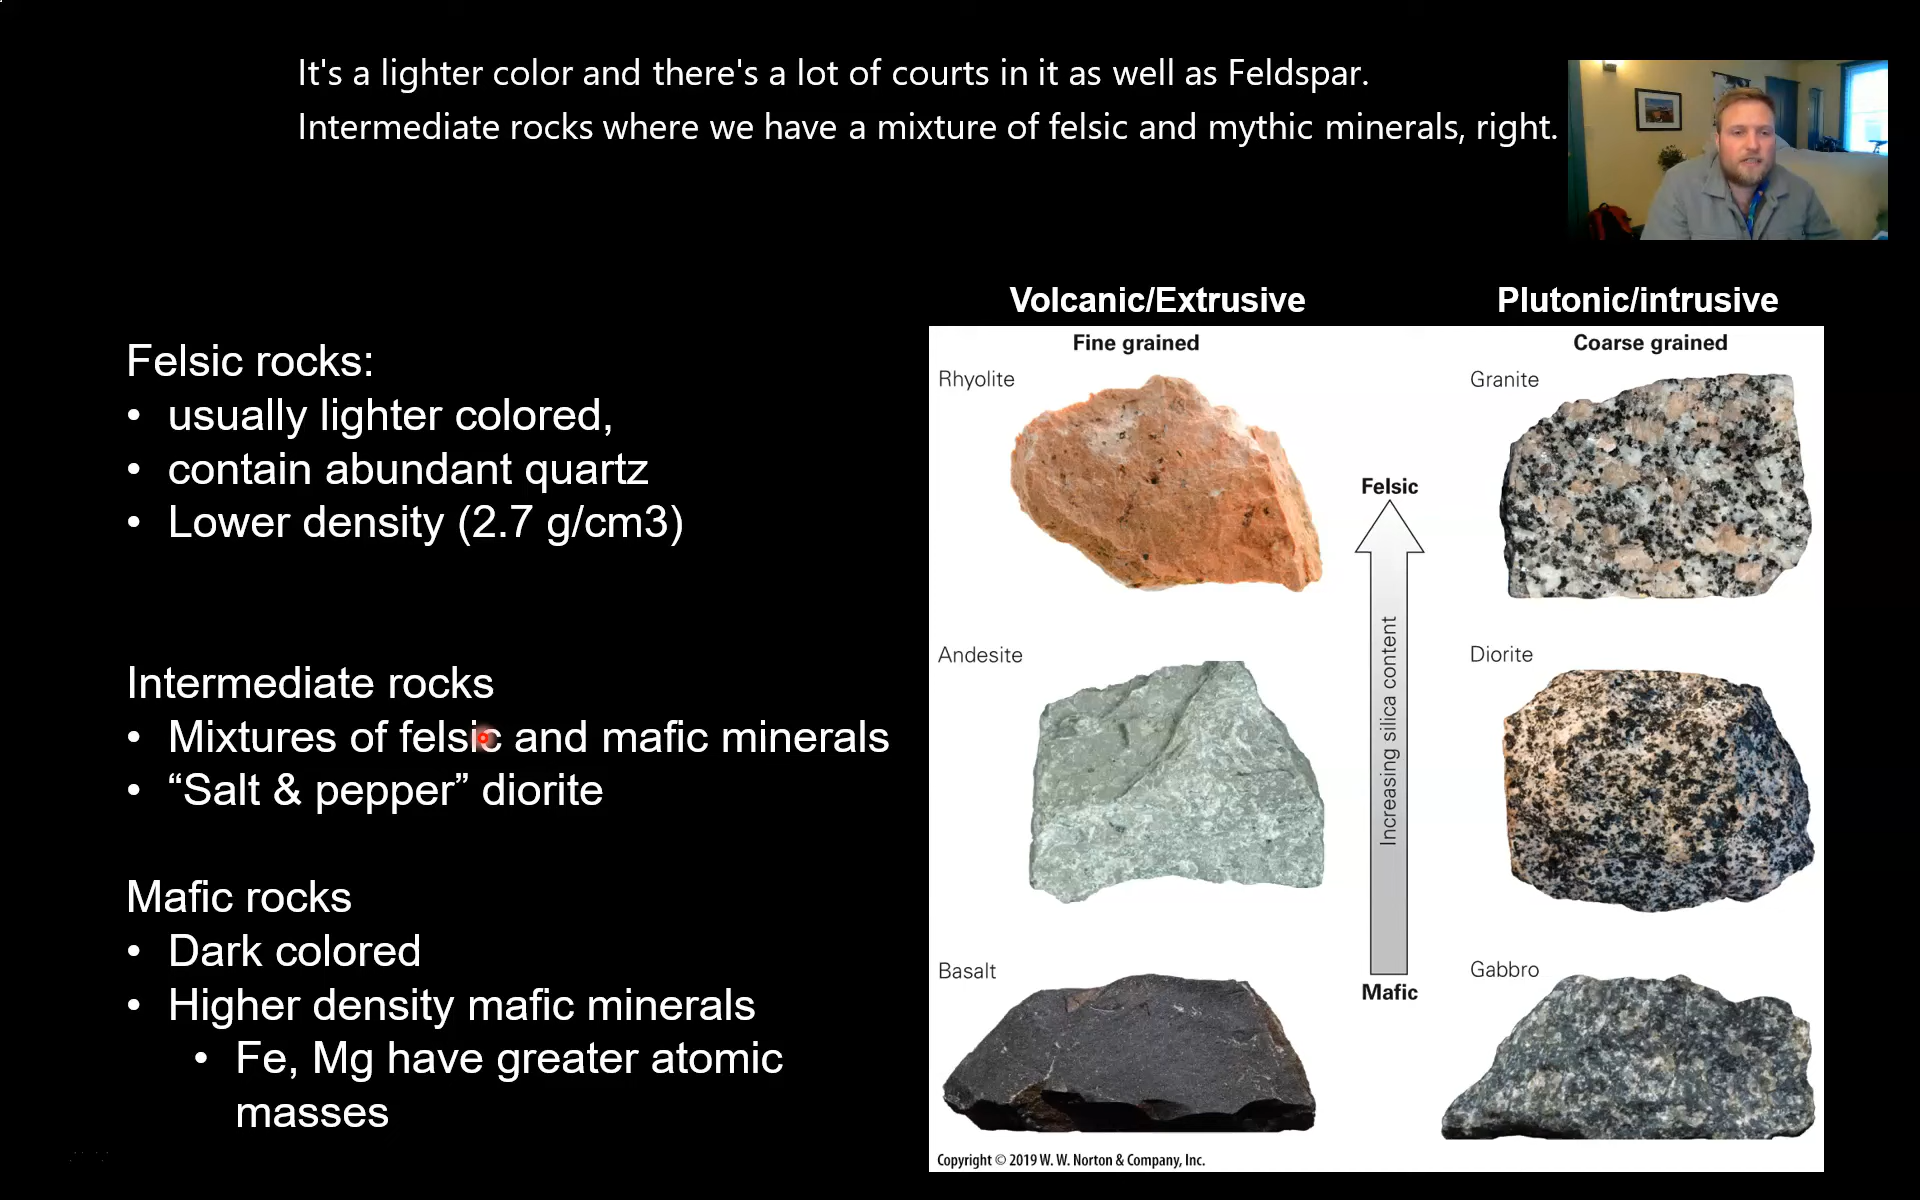 It's a lighter color and there's a lot of courts in it as well as Feldspar.
Intermediate rocks where we have a mixture of felsic and mythic minerals, right.
Felsic rocks:
• usually lighter colored,
• contain abundant quartz
• Lower density (2.7 g/cm3)
Intermediate rocks
• Mixtures of felsic and mafic minerals
• “Salt & pepper” diorite
Mafic rocks
• Dark colored
• Higher density mafic minerals
• Fe, Mg have greater atomic
masses
Volcanic/Extrusive
Plutonic/intrusive
Fine grained
Coarse grained
Rhyolite
Granite
Felsic
Increasing silica content
Andesite
Diorite
Basalt
Gabbro
Mafic
Copyright © 2019 W. W. Norton & Company, Inc.